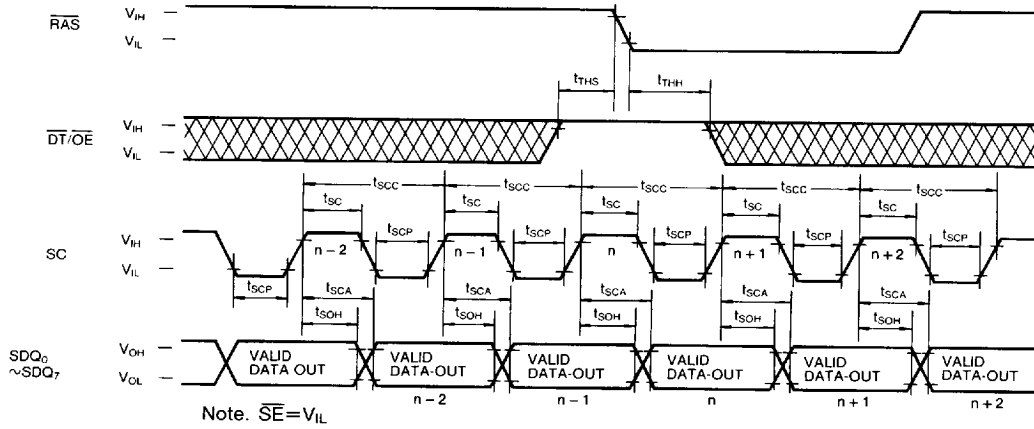 RAS VIH
VIL
tTHS tTHH
DT/OE VIH
VIL
tSCC tSCC tSCC tSCC tSCC
tSC tSC tSC tSC tSC
SC VIH
VIL
n-2 n-1 n n+1 n+2
tSCP tSCP tSCP tSCP tSCP
tSCP tSCA tSCA tSCA tSCA tSCA
tSOH tSOH tSOH tSOH tSOH
SDQ0 ~SDQ7 VOH
VOL
VALID DATA OUT VALID DATA-OUT VALID DATA-OUT VALID DATA-OUT VALID DATA-OUT VALID DATA-OUT
n-2 n-1 n n+1 n+2
Note. SE=VIL